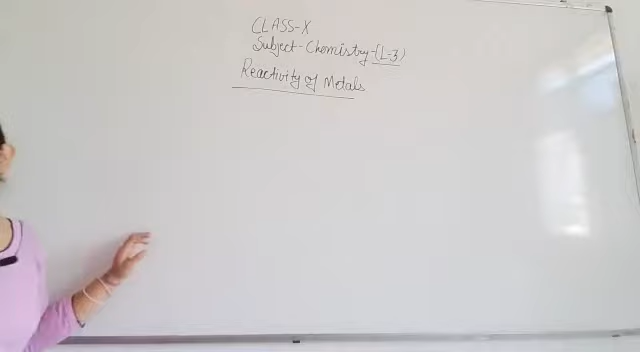 CLASS-X
Subject-Chemistry-(L-3)
Reactivity of Metals